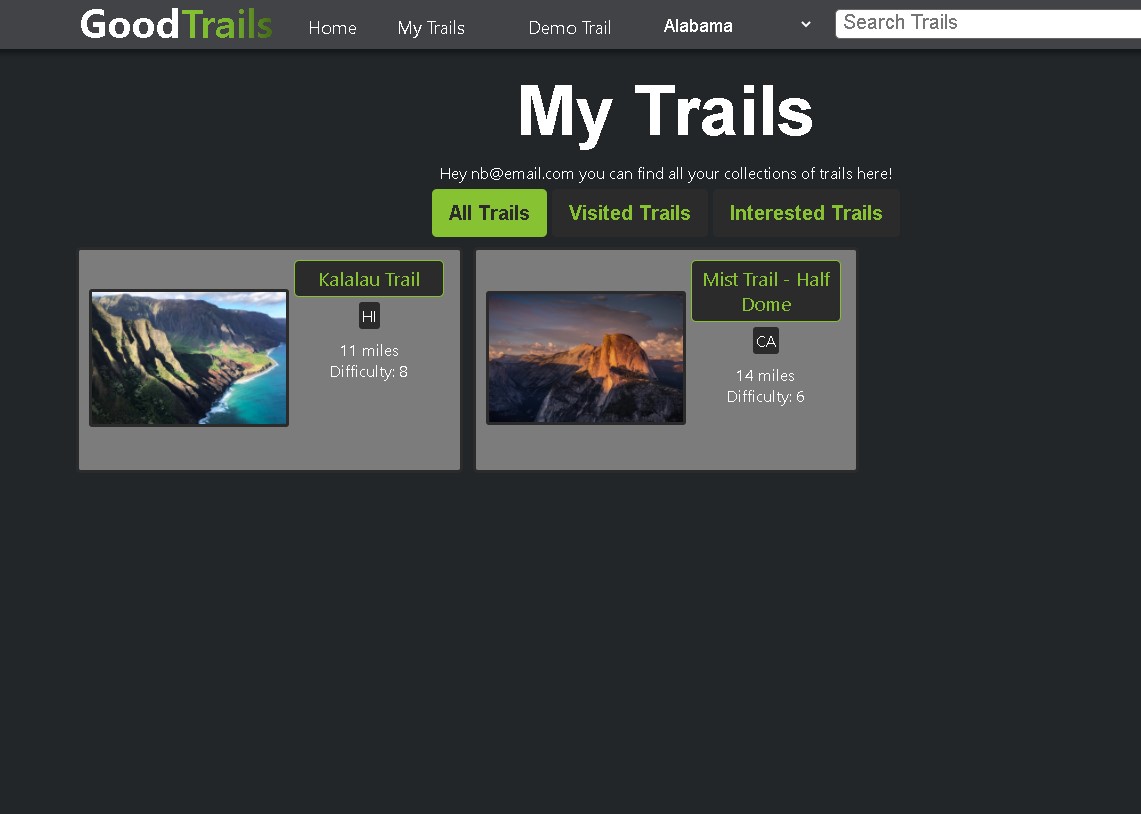 GoodTrails Home My Trails Demo Trail Alabama Search Trails
My Trails
Hey nb@email.com you can find all your collections of trails here!
All Trails Visited Trails Interested Trails
Kalalau Trail
HI
11 miles
Difficulty: 8
Mist Trail - Half
Dome
CA
14 miles
Difficulty: 6